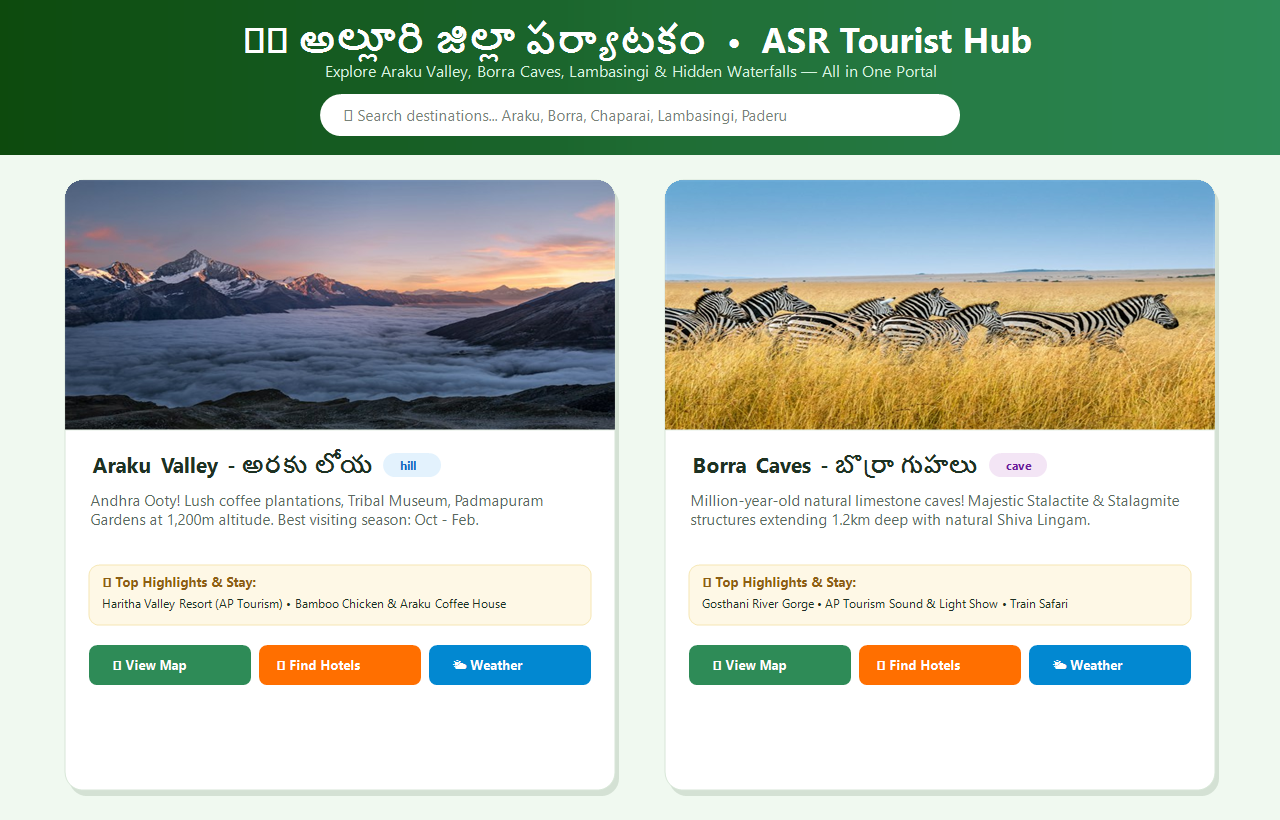 అల్లూరి జిల్లా పర్యాటకం • ASR Tourist Hub
Explore Araku Valley, Borra Caves, Lambasingi & Hidden Waterfalls — All in One Portal
Search destinations... Araku, Borra, Chaparai, Lambasingi, Paderu
Araku Valley - అరకు లోయ
hill
Andhra Ooty! Lush coffee plantations, Tribal Museum, Padmapuram
Gardens at 1,200m altitude. Best visiting season: Oct - Feb.
Top Highlights & Stay:
Haritha Valley Resort (AP Tourism) • Bamboo Chicken & Araku Coffee House
View Map
Find Hotels
🌥 Weather
Borra Caves - బొర్రా గుహలు
cave
Million-year-old natural limestone caves! Majestic Stalactite & Stalagmite
structures extending 1.2km deep with natural Shiva Lingam.
Top Highlights & Stay:
Gosthani River Gorge • AP Tourism Sound & Light Show • Train Safari
View Map
Find Hotels
🌥 Weather